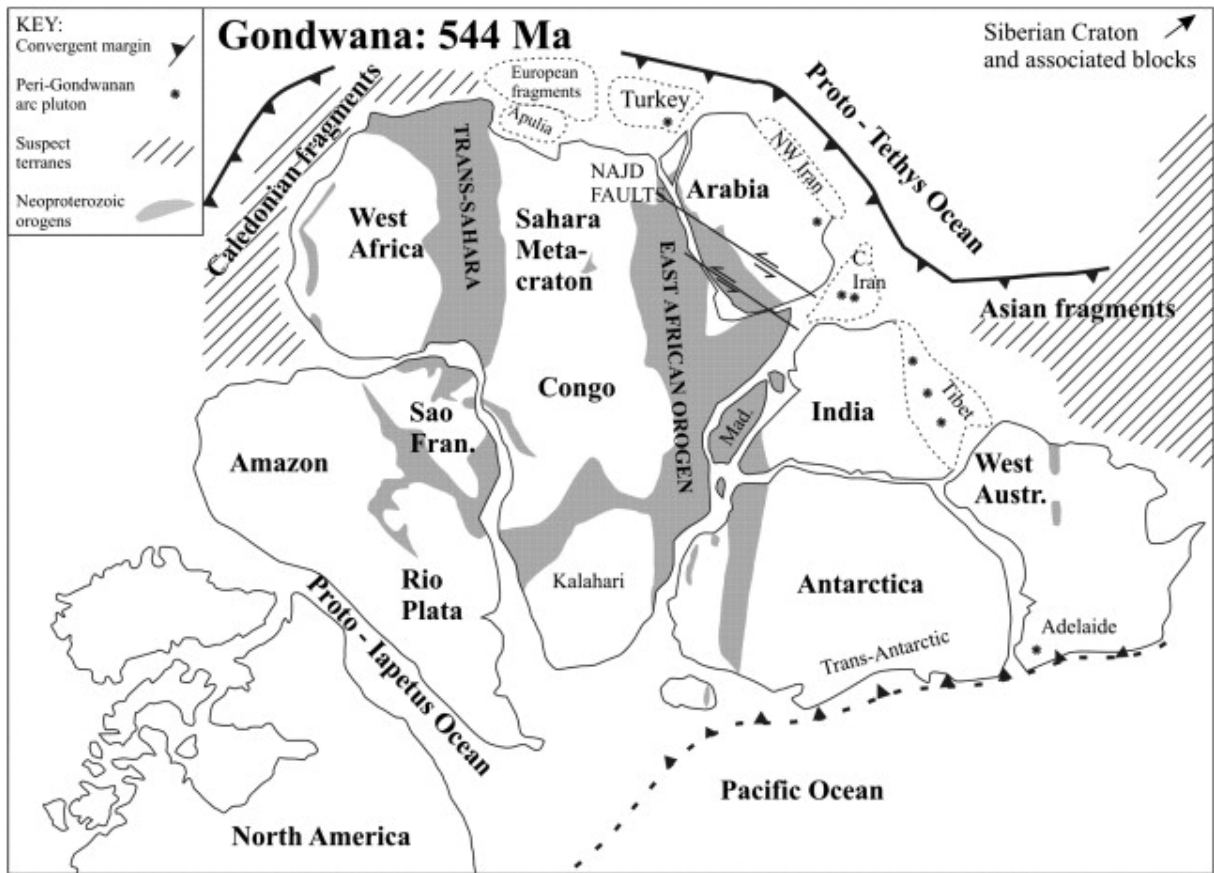 KEY:
Convergent margin
Peri-Gondwanan
arc pluton
Suspect
terranes
Neoproterozoic
orogens
Gondwana: 544 Ma
Siberian Craton
and associated blocks
European
fragments
Apulia
Turkey
Proto - Tethys Ocean
Caledonian fragments
TRANS-SAHARA
NAJD
FAULTS
Arabia
NW Iran
West
Africa
Sahara
Meta-
craton
EAST AFRICAN OROGEN
C.
Iran
Asian fragments
Congo
Sao
Fran.
Mad.
India
Tibet
Amazon
West
Austr.
Rio
Plata
Kalahari
Antarctica
Adelaide
Trans-Antarctic
Proto - Iapetus Ocean
Pacific Ocean
North America